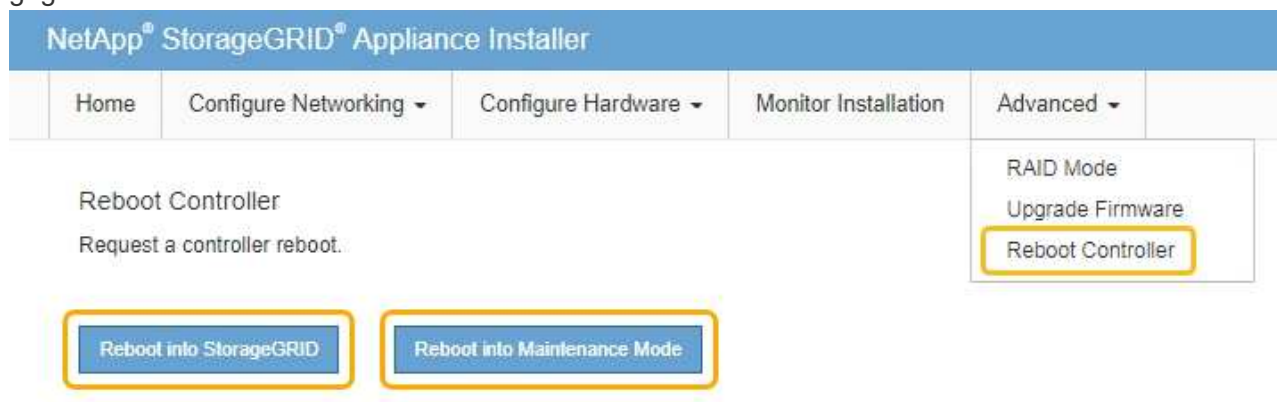 NetApp® StorageGRID® Appliance Installer
Home Configure Networking Configure Hardware Monitor Installation Advanced
RAID Mode
Upgrade Firmware
Reboot Controller
Reboot Controller
Request a controller reboot.
Reboot into StorageGRID Reboot into Maintenance Mode